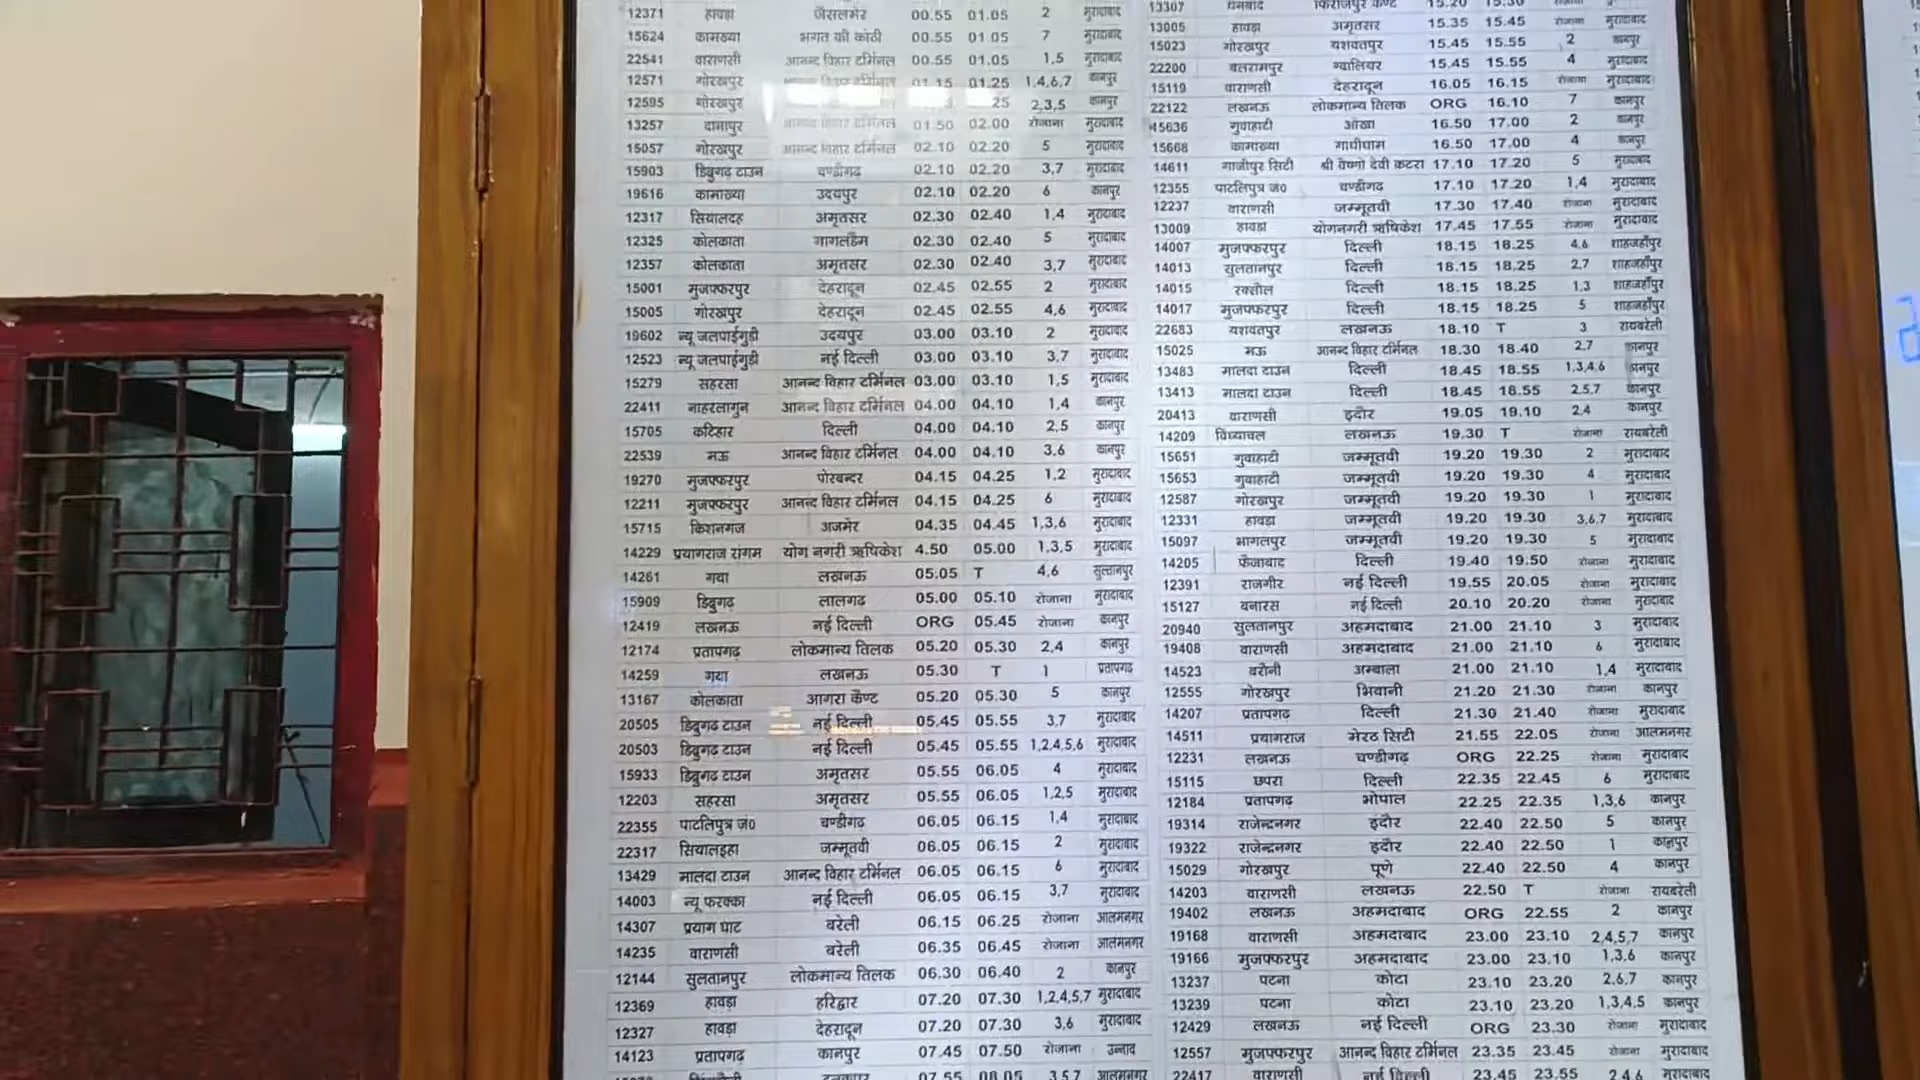 12371 हावड़ा जैसलमेर 00.55 01.05 2 मुरादाबाद
15624 कामख्या भगत की कोठी 00.55 01.05 7 मुरादाबाद
22541 वाराणसी आनन्द विहार टर्मिनल 00.55 01.05 1,5 मुरादाबाद
12571 गोरखपुर आनन्द विहार टर्मिनल 01.15 01.25 1,4,6,7 कानपुर
12595 गोरखपुर 25 2,3,5 कानपुर
13257 दानापुर आनन्द विहार टर्मिनल 01.50 02.00 रोजाना मुरादाबाद
15057 गोरखपुर आनन्द विहार टर्मिनल 02.10 02.20 5 मुरादाबाद
15903 डिब्रुगढ़ टाउन चण्डीगढ 02.10 02.20 3,7 मुरादाबाद
19616 कामाख्या उदयपुर 02.10 02.20 6 कानपुर
12317 सियालदह अमृतसर 02.30 02.40 1,4 मुरादाबाद
12325 कोलकाता नागलडैम 02.30 02.40 5 मुरादाबाद
12357 कोलकाता अमृतसर 02.30 02.40 3,7 मुरादाबाद
15001 मुजफ्फरपुर देहरादून 02.45 02.55 2 मुरादाबाद
15005 गोरखपुर देहरादून 02.45 02.55 4,6 मुरादाबाद
19602 न्यू जलपाईगुड़ी उदयपुर 03.00 03.10 2 मुरादाबाद
12523 न्यू जलपाईगुड़ी नई दिल्ली 03.00 03.10 3,7 मुरादाबाद
15279 सहरसा आनन्द विहार टर्मिनल 03.00 03.10 1,5 मुरादाबाद
22411 नाहरलागुन आनन्द विहार टर्मिनल 04.00 04.10 1,4 कानपुर
15705 कटिहार दिल्ली 04.00 04.10 2,5 कानपुर
22539 मऊ आनन्द विहार टर्मिनल 04.00 04.10 3,6 कानपुर
19270 मुजफ्फरपुर पोरबन्दर 04.15 04.25 1,2 मुरादाबाद
12211 मुजफ्फरपुर आनन्द विहार टर्मिनल 04.15 04.25 6 मुरादाबाद
15715 किशनगंज अजमेर 04.35 04.45 1,3,6 मुरादाबाद
14229 प्रयागराज संगम योग नगरी ऋषिकेश 4.50 05.00 1,3,5 मुरादाबाद
14261 गया लखनऊ 05.05 T 4,6 सुल्तानपुर
15909 डिब्रुगढ़ लालगढ 05.00 05.10 रोजाना मुरादाबाद
12419 लखनऊ नई दिल्ली ORG 05.45 रोजाना कानपुर
12174 प्रतापगढ़ लोकमान्य तिलक 05.20 05.30 2,4 कानपुर
14259 गया लखनऊ 05.30 T 1 प्रतापगढ
13167 कोलकाता आगरा कैण्ट 05.20 05.30 5 कानपुर
20505 डिब्रुगढ़ टाउन नई दिल्ली 05.45 05.55 3,7 मुरादाबाद
20503 डिब्रुगढ़ टाउन नई दिल्ली 05.45 05.55 1,2,4,5,6 मुरादाबाद
15933 डिब्रुगढ़ टाउन अमृतसर 05.55 06.05 4 मुरादाबाद
12203 सहरसा अमृतसर 05.55 06.05 1,2,5 मुरादाबाद
22355 पाटलिपुत्र जं० चण्डीगढ़ 06.05 06.15 1,4 मुरादाबाद
22317 सियालइहा जम्मूतवी 06.05 06.15 2 मुरादाबाद
13429 मालदा टाउन आनन्द विहार टर्मिनल 06.05 06.15 6 मुरादाबाद
14003 न्यू फरक्का नई दिल्ली 06.05 06.15 3,7 मुरादाबाद
14307 प्रयाग घाट बरेली 06.15 06.25 रोजाना आलमनगर
14235 वाराणसी बरेली 06.35 06.45 रोजाना आलमनगर
12144 सुलतानपुर लोकमान्य तिलक 06.30 06.40 2 कानपुर
12369 हावड़ा हरिद्वार 07.20 07.30 1,2,4,5,7 मुरादाबाद
12327 हावड़ा देहरादून 07.20 07.30 3,6 मुरादाबाद
14123 प्रतापगढ़ कानपुर 07.45 07.50 रोजाना उन्नाव
07.55 08.05 3,5,7 आलमनगर
13307 धनबाद फिरोजपुर कैण्ट 15.20 15.30 रोजाना मुरादाबाद
13005 हावड़ा अमृतसर 15.35 15.45 रोजाना मुरादाबाद
15023 गोरखपुर यशवंतपुर 15.45 15.55 2 कानपुर
22200 बलरामपुर ग्वालियर 15.45 15.55 4 मुरादाबाद
15119 वाराणसी देहरादून 16.05 16.15 रोजाना मुरादाबाद
22122 लखनऊ लोकमान्य तिलक ORG 16.10 7 कानपुर
15636 गुवाहाटी ओखा 16.50 17.00 2 कानपुर
15668 कामाख्या गांधीधाम 16.50 17.00 4 कानपुर
14611 गाजीपुर सिटी श्री वैष्णो देवी कटरा 17.10 17.20 5 मुरादाबाद
12355 पाटलिपुत्र जं० चण्डीगढ 17.10 17.20 1,4 मुरादाबाद
12237 वाराणसी जम्मूतवी 17.30 17.40 रोजाना मुरादाबाद
13009 हावड़ा योगनगरी ऋषिकेश 17.45 17.55 रोजाना मुरादाबाद
14007 मुजफ्फरपुर दिल्ली 18.15 18.25 4,6 शाहजहाँपुर
14013 सुलतानपुर दिल्ली 18.15 18.25 2,7 शाहजहाँपुर
14015 रक्सौल दिल्ली 18.15 18.25 1,3 शाहजहाँपुर
14017 मुजफ्फरपुर दिल्ली 18.15 18.25 5 शाहजहाँपुर
22683 यशवंतपुर लखनऊ 18.10 T 3 रायबरेली
15025 मऊ आनन्द विहार टर्मिनल 18.30 18.40 2,7 कानपुर
13483 मालदा टाउन दिल्ली 18.45 18.55 1,3,4,6 कानपुर
13413 मालदा टाउन दिल्ली 18.45 18.55 2,5,7 कानपुर
20413 वाराणसी इंदौर 19.05 19.10 2,4 कानपुर
14209 विंध्याचल लखनऊ 19.30 T रोजाना रायबरेली
15651 गुवाहाटी जम्मूतवी 19.20 19.30 2 मुरादाबाद
15653 गुवाहाटी जम्मूतवी 19.20 19.30 4 मुरादाबाद
12587 गोरखपुर जम्मूतवी 19.20 19.30 1 मुरादाबाद
12331 हावड़ा जम्मूतवी 19.20 19.30 3,6,7 मुरादाबाद
15097 भागलपुर जम्मूतवी 19.20 19.30 5 मुरादाबाद
14205 फैजाबाद दिल्ली 19.40 19.50 रोजाना मुरादाबाद
12391 राजगीर नई दिल्ली 19.55 20.05 रोजाना मुरादाबाद
15127 बनारस नई दिल्ली 20.10 20.20 रोजाना मुरादाबाद
20940 सुलतानपुर अहमदाबाद 21.00 21.10 3 मुरादाबाद
19408 वाराणसी अहमदाबाद 21.00 21.10 6 मुरादाबाद
14523 बरौनी अम्बाला 21.00 21.10 1,4 मुरादाबाद
12555 गोरखपुर भिवानी 21.20 21.30 रोजाना कानपुर
14207 प्रतापगढ़ दिल्ली 21.30 21.40 रोजाना मुरादाबाद
14511 प्रयागराज मेरठ सिटी 21.55 22.05 रोजाना आलमनगर
12231 लखनऊ चण्डीगढ़ ORG 22.25 रोजाना मुरादाबाद
15115 छपरा दिल्ली 22.35 22.45 6 मुरादाबाद
12184 प्रतापगढ़ भोपाल 22.25 22.35 1,3,6 कानपुर
19314 राजेन्द्रनगर इंदौर 22.40 22.50 5 कानपुर
19322 राजेन्द्रनगर इंदौर 22.40 22.50 1 कानपुर
15029 गोरखपुर पूणे 22.40 22.50 4 कानपुर
14203 वाराणसी लखनऊ 22.50 T रोजाना रायबरेली
19402 लखनऊ अहमदाबाद ORG 22.55 2 कानपुर
19168 वाराणसी अहमदाबाद 23.00 23.10 2,4,5,7 कानपुर
19166 मुजफ्फरपुर अहमदाबाद 23.00 23.10 1,3,6 कानपुर
13237 पटना कोटा 23.10 23.20 2,6,7 कानपुर
13239 पटना कोटा 23.10 23.20 1,3,4,5 कानपुर
12429 लखनऊ नई दिल्ली ORG 23.30 रोजाना मुरादाबाद
12557 मुजफ्फरपुर आनन्द विहार टर्मिनल 23.35 23.45 रोजाना मुरादाबाद
22417 वाराणसी नई दिल्ली 23.45 23.55 2,4,6 मुरादाबाद